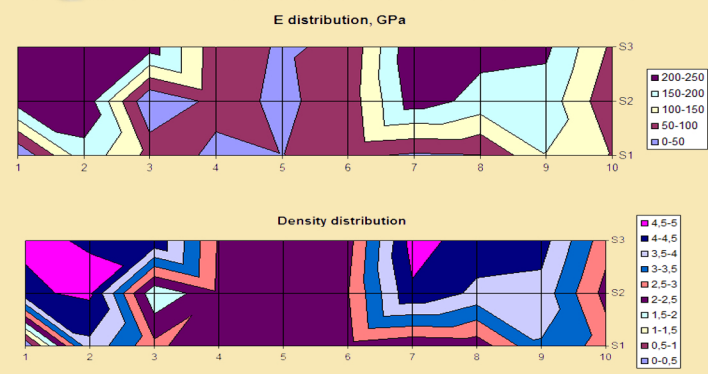 E distribution, GPa
S3
S2
S1
1 2 3 4 5 6 7 8 9 10
200-250
150-200
100-150
50-100
0-50
Density distribution
S3
S2
S1
1 2 3 4 5 6 7 8 9 10
4,5-5
4-4,5
3,5-4
3-3,5
2,5-3
2-2,5
1,5-2
1-1,5
0,5-1
0-0,5